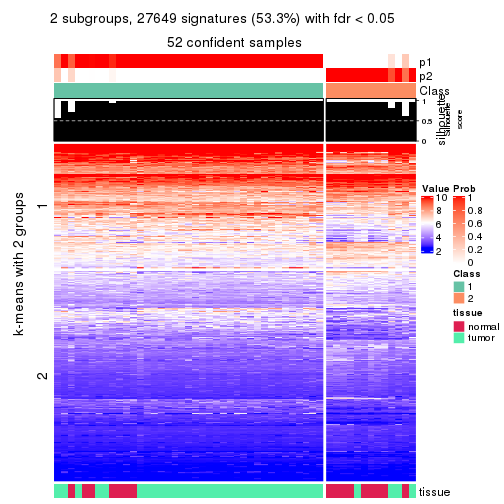 2 subgroups, 27649 signatures (53.3%) with fdr < 0.05
52 confident samples
p1
p2
Class
1
0.5
0
silhouette
Silhouette
score
k-means with 2 groups
1
2
Value
10
8
6
4
2
Prob
1
0.8
0.6
0.4
0.2
0
Class
1
2
tissue
normal
tumor
tissue